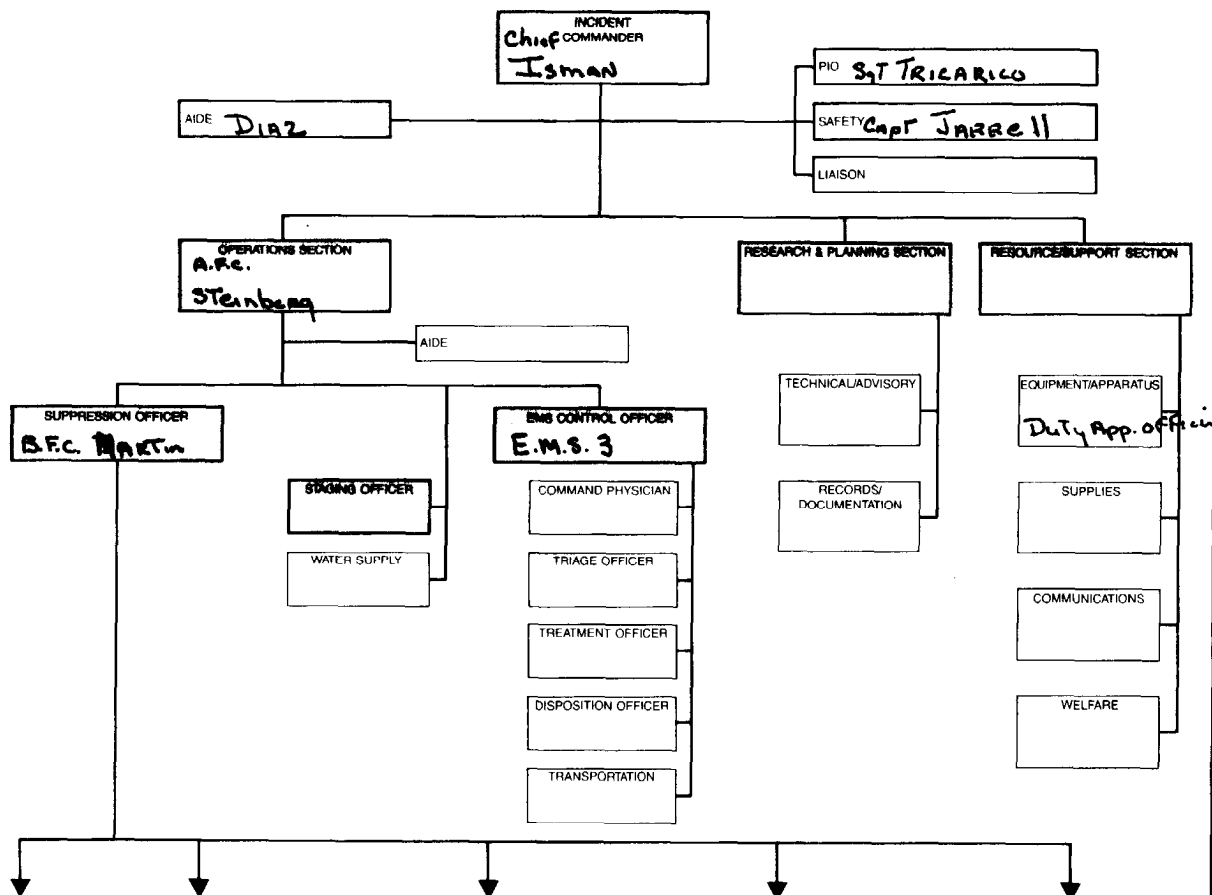 INCIDENT
Chief COMMANDER
Isman
PIO SgT TRICARICO
AIDE DIAZ
SAFETY Capt JARRell
LIAISON
OPERATIONS SECTION
A.F.C.
STeinberg
RESEARCH & PLANNING SECTION
RESOURCE/SUPPORT SECTION
AIDE
SUPPRESSION OFFICER
B.F.C. MARTin
EMS CONTROL OFFICER
E.M.S. 3
TECHNICAL/ADVISORY
EQUIPMENT/APPARATUS
DuTy App. officer
STAGING OFFICER
COMMAND PHYSICIAN
RECORDS/
DOCUMENTATION
SUPPLIES
WATER SUPPLY
TRIAGE OFFICER
TREATMENT OFFICER
COMMUNICATIONS
DISPOSITION OFFICER
WELFARE
TRANSPORTATION